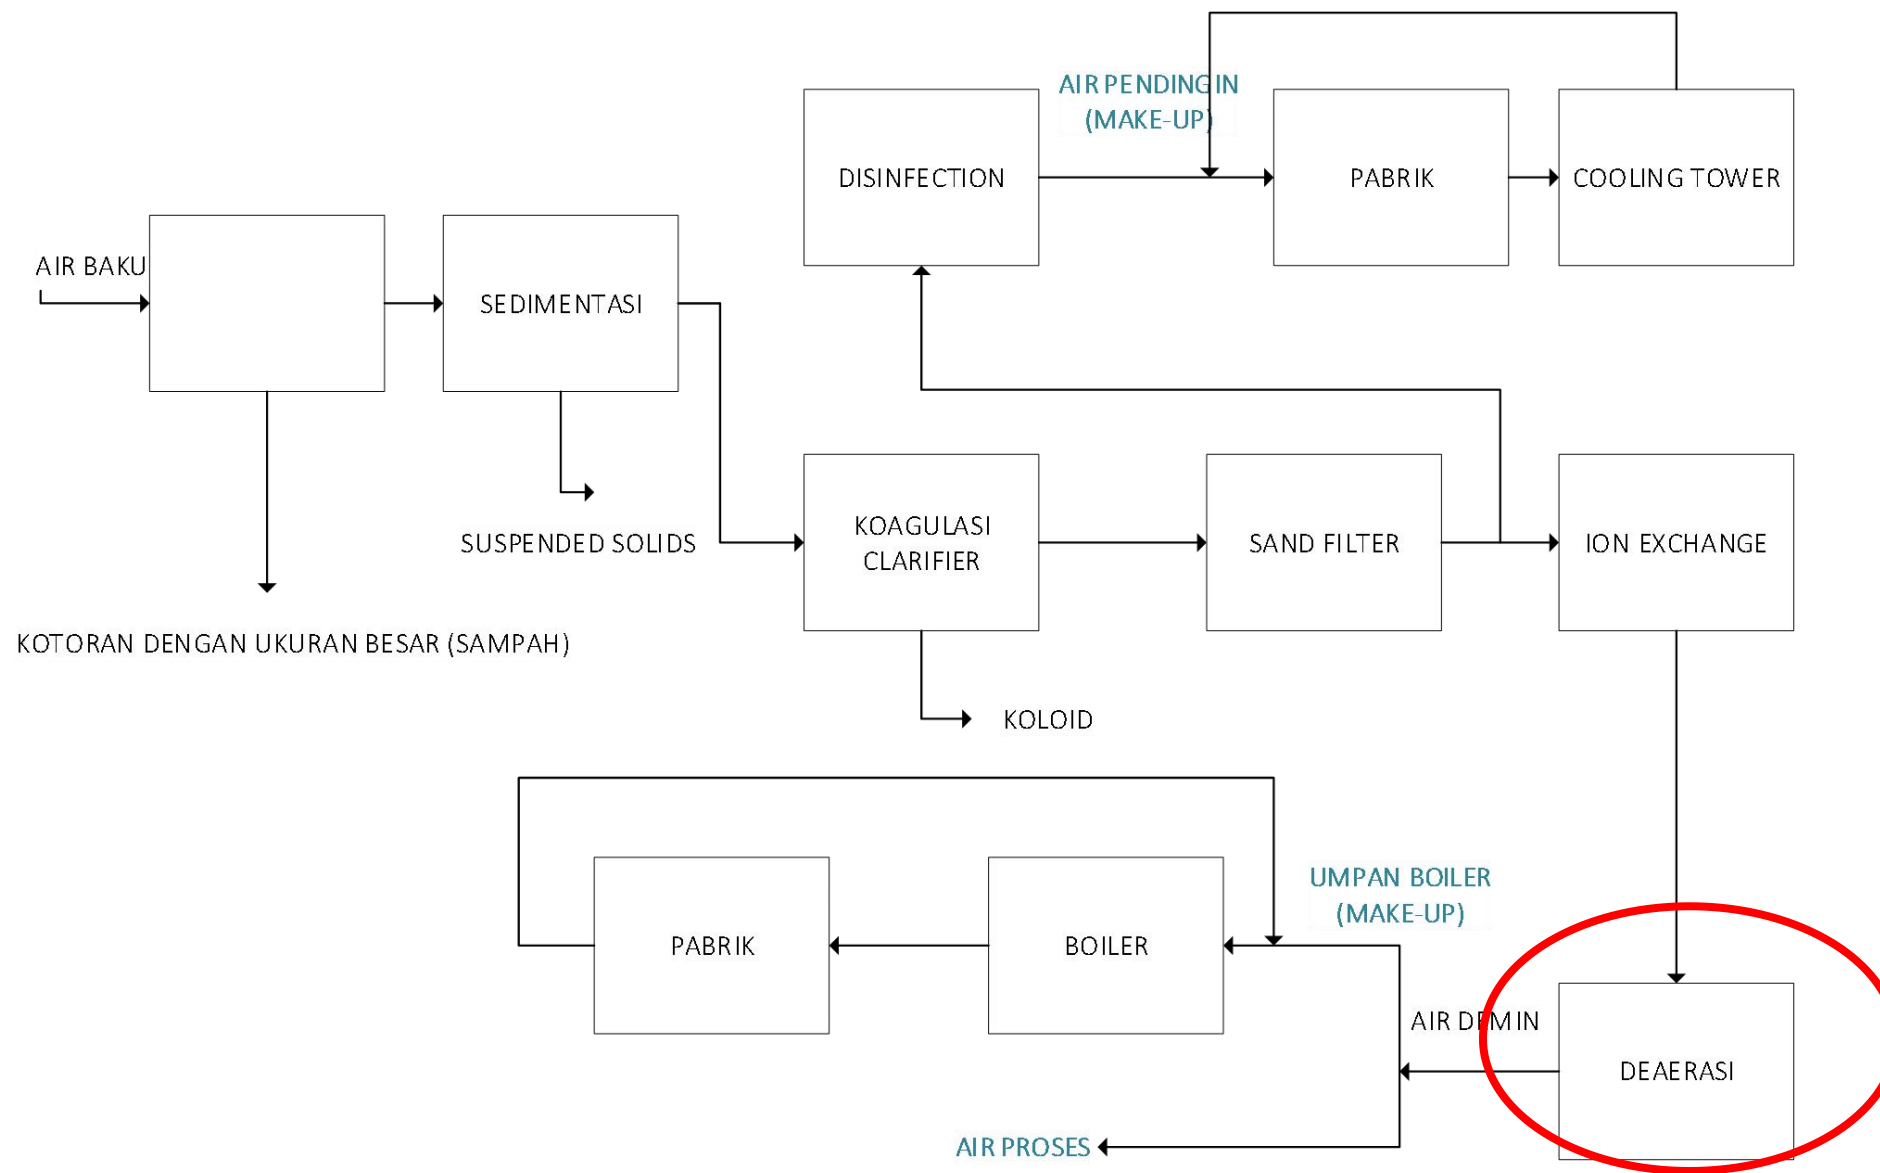 AIR PENDINGIN
(MAKE-UP)
DISINFECTION
PABRIK
COOLING TOWER
AIR BAKU
SEDIMENTASI
SUSPENDED SOLIDS
KOAGULASI
CLARIFIER
SAND FILTER
ION EXCHANGE
KOTORAN DENGAN UKURAN BESAR (SAMPAH)
KOLOID
UMPAN BOILER
(MAKE-UP)
PABRIK
BOILER
AIR DEMIN
DEAERASI
AIR PROSES